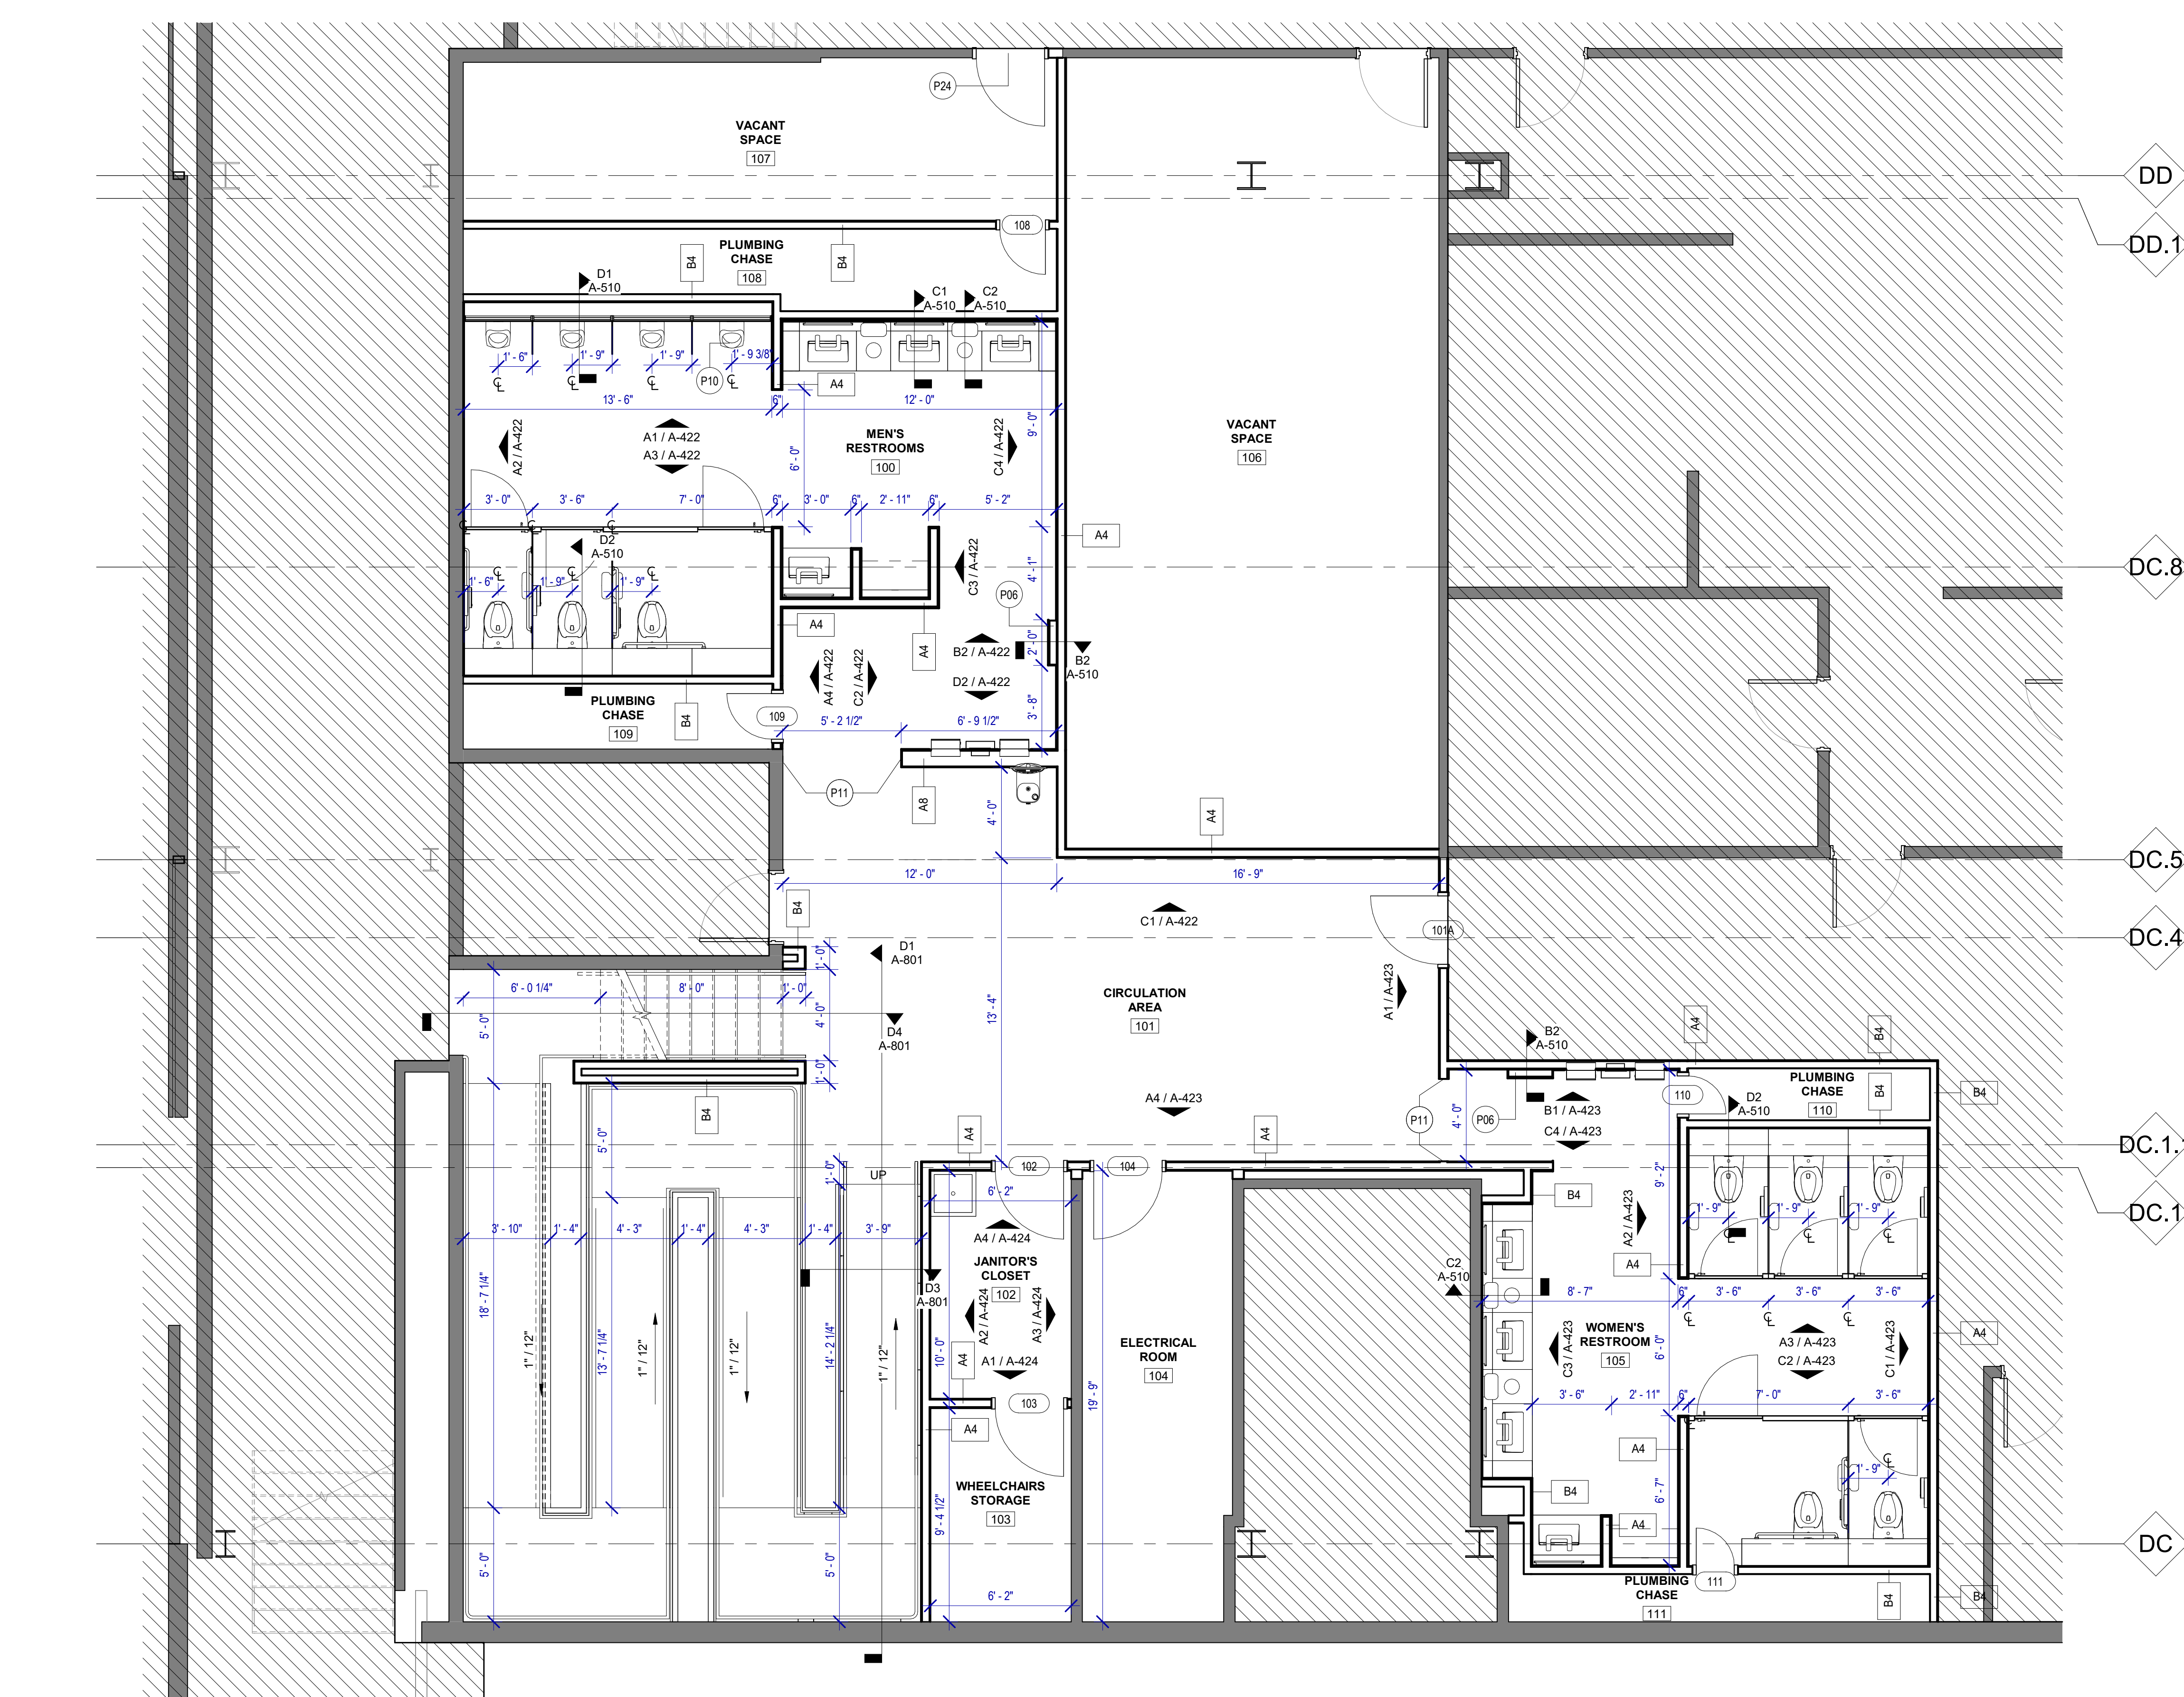 P24
VACANT
SPACE
107
DD
DD.1
108
PLUMBING
CHASE
108
B4
B4
D1
A-510
C1
A-510
C2
A-510
1' - 6"
1' - 9"
1' - 9"
1' - 9 3/8"
P10
A4
13' - 6"
6"
12' - 0"
9' - 0"
A2 / A-422
A1 / A-422
A3 / A-422
MEN'S
RESTROOMS
100
C4 / A-422
6' - 0"
VACANT
SPACE
106
3' - 0"
3' - 6"
7' - 0"
6"
3' - 0"
6"
2' - 11"
6"
5' - 2"
A4
D2
A-510
C3 / A-422
4' - 1"
DC.8
1' - 6"
1' - 9"
1' - 9"
P06
A4
A4
B2 / A-422
2' - 0"
B2
A-510
A4 / A-422
C2 / A-422
D2 / A-422
PLUMBING
CHASE
109
B4
109
3' - 8"
5' - 2 1/2"
6' - 9 1/2"
P11
A8
4' - 0"
A4
DC.5
12' - 0"
16' - 9"
B4
C1 / A-422
101A
DC.4
D1
A-801
1' - 0"
6' - 0 1/4"
8' - 0"
1' - 0"
4' - 0"
5' - 0"
13' - 4"
CIRCULATION
AREA
101
A1 / A-423
D4
A-801
1' - 0"
B4
A4
B4
B2
A-510
PLUMBING
CHASE
110
B4
B4
110
D2
A-510
A4 / A-423
P11
4' - 0"
P06
B1 / A-423
C4 / A-423
5' - 0"
A4
A4
DC.1.
102
104
1' - 0"
UP
6' - 2"
9' - 2"
B4
DC.1
3' - 10"
1' - 4"
4' - 3"
1' - 4"
4' - 3"
1' - 4"
3' - 9"
A4 / A-424
JANITOR'S
CLOSET
102
A2 / A-424
A3 / A-424
A1 / A-424
D3
A-801
A2 / A-423
1' - 9"
1' - 9"
1' - 9"
A4
C2
A-510
8' - 7"
6"
3' - 6"
3' - 6"
3' - 6"
18' - 7 1/4"
13' - 7 1/4"
14' - 2 1/4"
1" / 12"
1" / 12"
1" / 12"
1" / 12"
10' - 0"
A4
ELECTRICAL
ROOM
104
C3 / A-423
WOMEN'S
RESTROOM
105
6' - 0"
A3 / A-423
C2 / A-423
C1 / A-423
A4
19' - 9"
103
A4
3' - 6"
2' - 11"
6"
7' - 0"
3' - 6"
A4
1' - 9"
6' - 7"
WHEELCHAIRS
STORAGE
103
B4
A4
9' - 4 1/2"
5' - 0"
5' - 0"
DC
6' - 2"
PLUMBING
CHASE
111
111
B4
B4